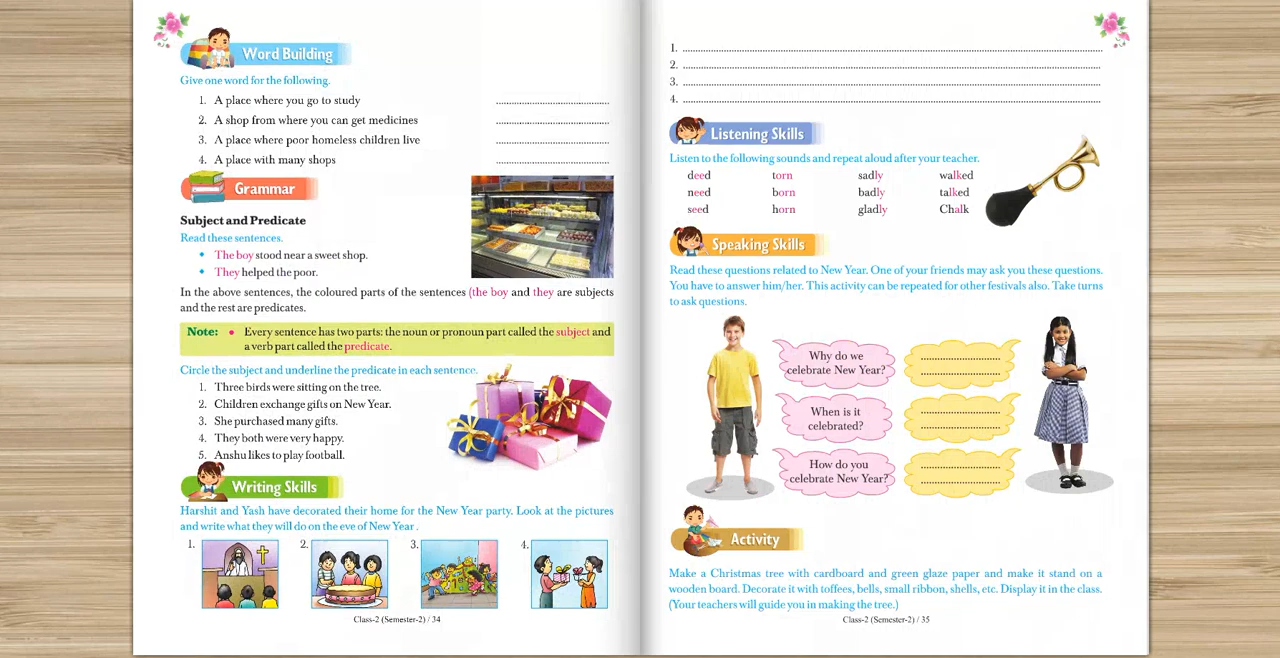 Word Building
Give one word for the following.
1. A place where you go to study ........................................
2. A shop from where you can get medicines ........................................
3. A place where poor homeless children live ........................................
4. A place with many shops ........................................
Grammar
Subject and Predicate
Read these sentences.
• The boy stood near a sweet shop.
• They helped the poor.
In the above sentences, the coloured parts of the sentences (the boy and they are subjects
and the rest are predicates.
Note: • Every sentence has two parts: the noun or pronoun part called the subject and
a verb part called the predicate.
Circle the subject and underline the predicate in each sentence.
1. Three birds were sitting on the tree.
2. Children exchange gifts on New Year.
3. She purchased many gifts.
4. They both were very happy.
5. Anshu likes to play football.
Writing Skills
Harshit and Yash have decorated their home for the New Year party. Look at the pictures
and write what they will do on the eve of New Year .
1. 2. 3. 4.
Class-2 (Semester-2) / 34
1. ........................................
2. ........................................
3. ........................................
4. ........................................
Listening Skills
Listen to the following sounds and repeat aloud after your teacher.
deed torn sadly walked
need born badly talked
seed horn gladly Chalk
Speaking Skills
Read these questions related to New Year. One of your friends may ask you these questions.
You have to answer him/her. This activity can be repeated for other festivals also. Take turns
to ask questions.
Why do we
celebrate New Year?
When is it
celebrated?
How do you
celebrate New Year?
Activity
Make a Christmas tree with cardboard and green glaze paper and make it stand on a
wooden board. Decorate it with toffees, bells, small ribbon, shells, etc. Display it in the class.
(Your teachers will guide you in making the tree.)
Class-2 (Semester-2) / 35